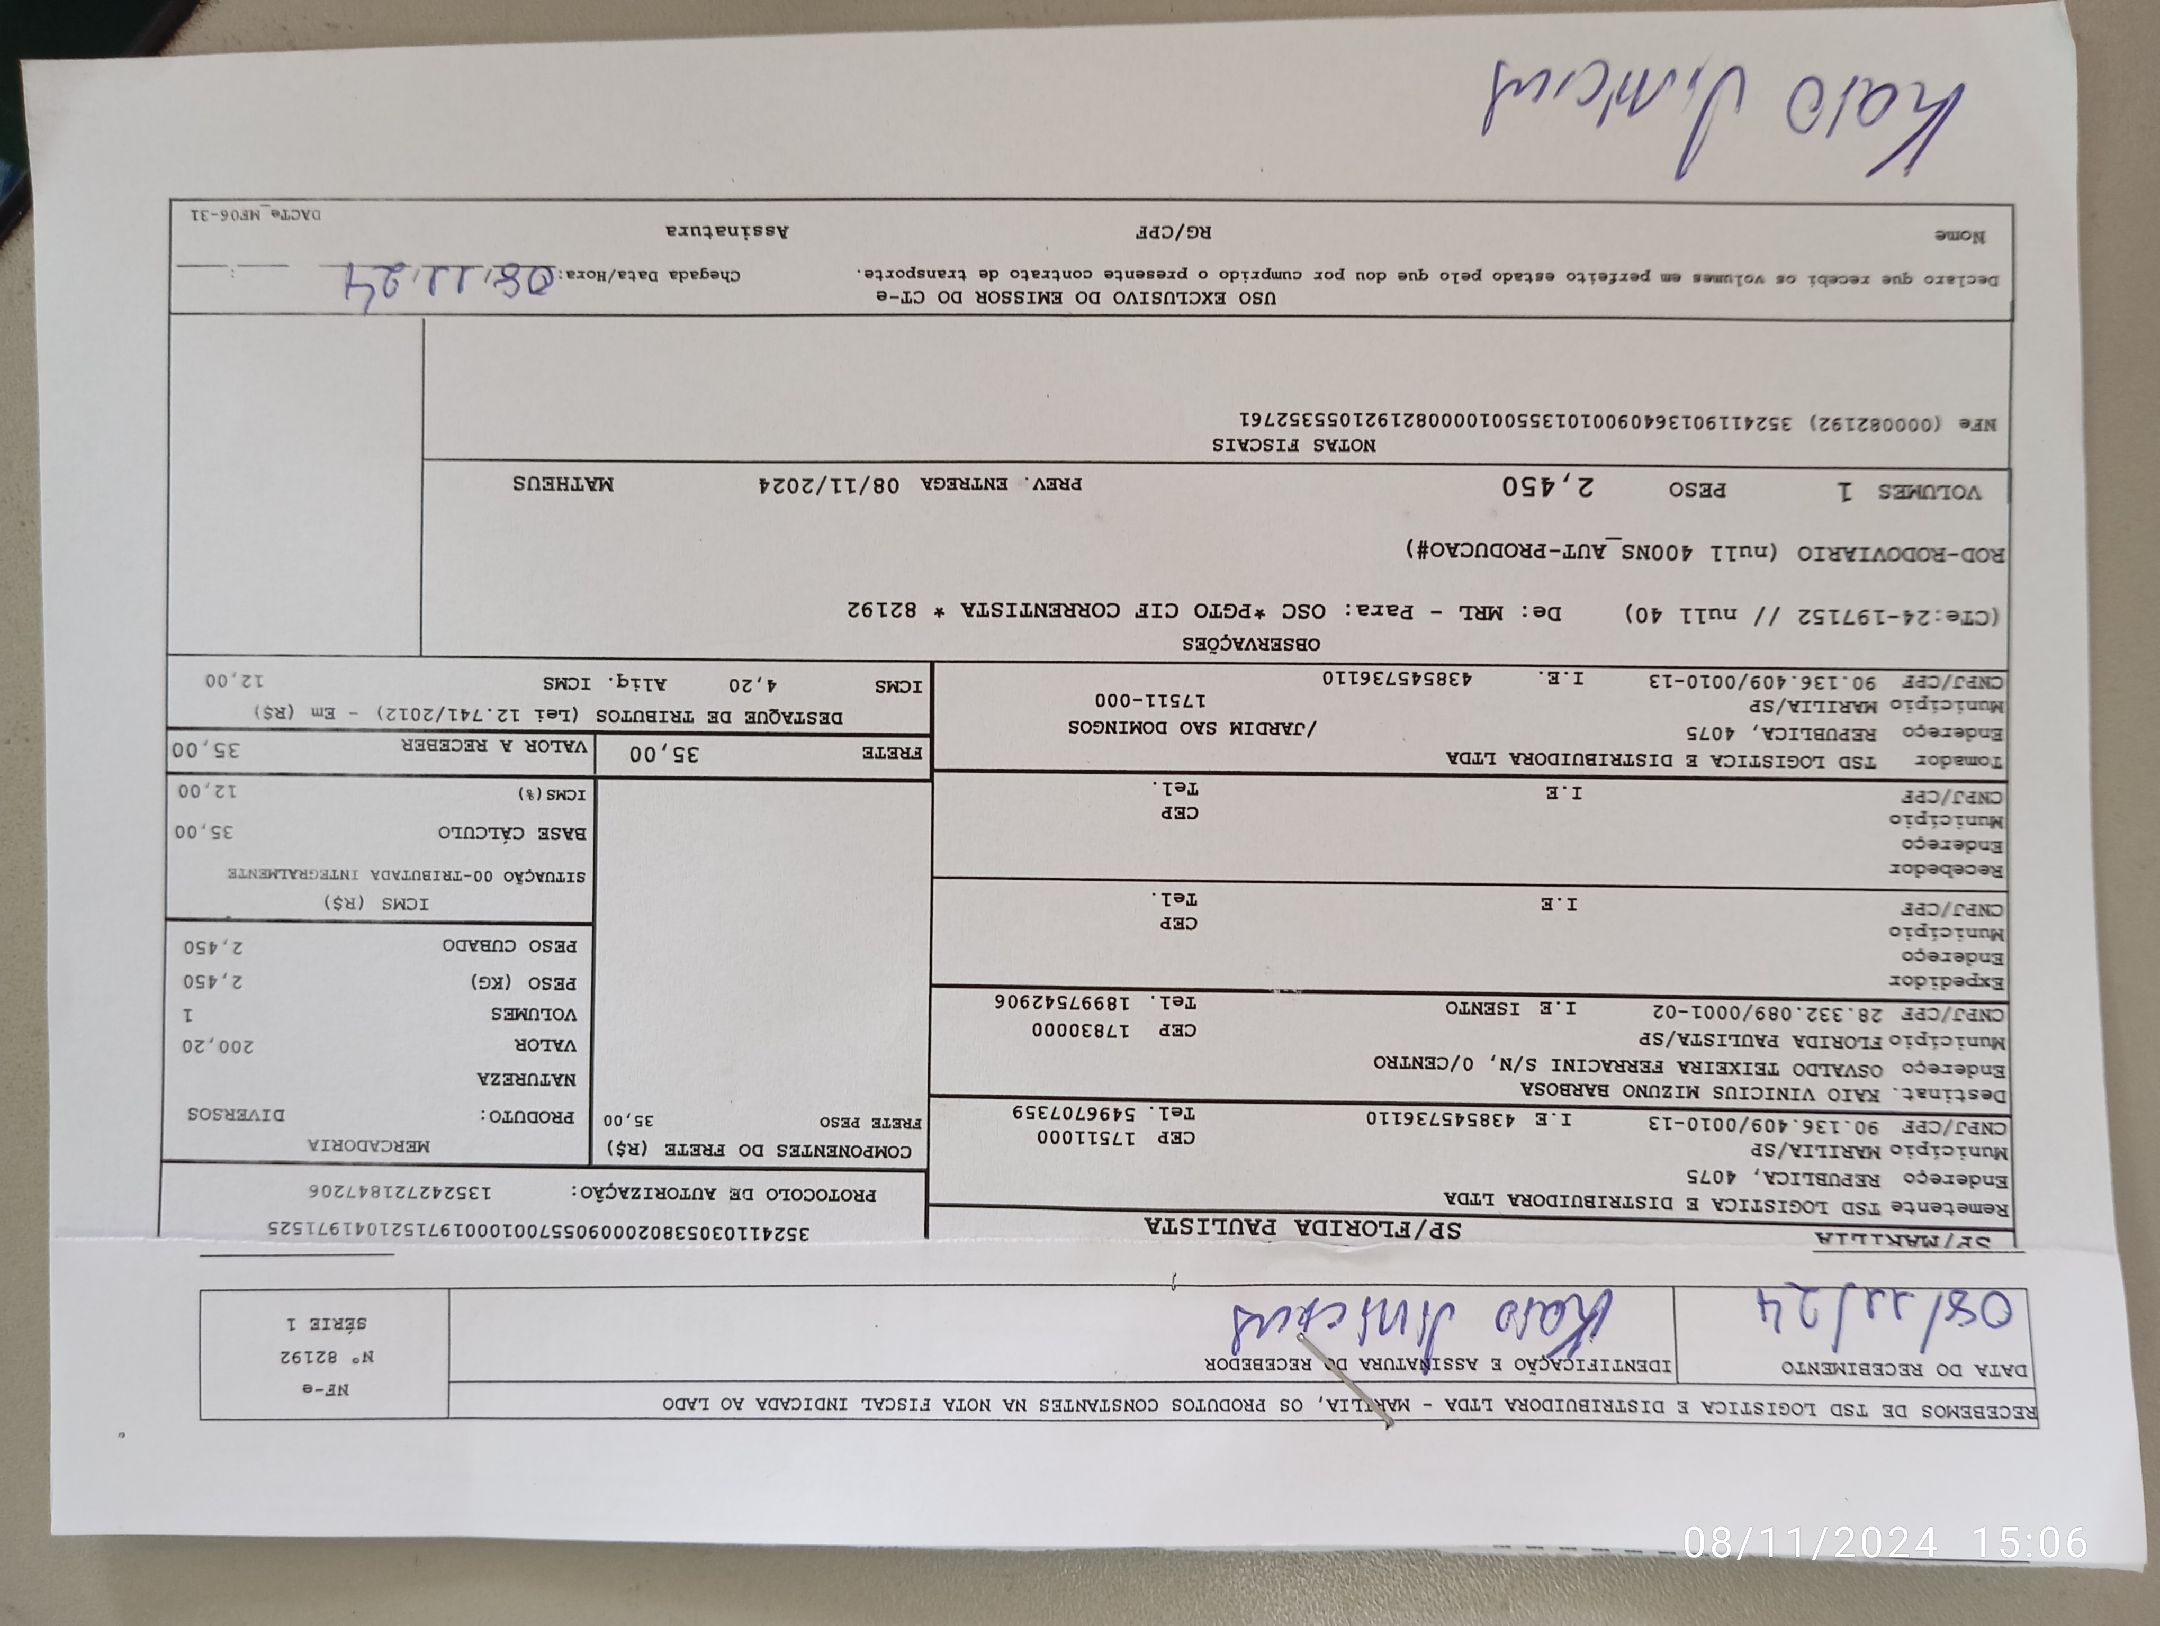 RECEBEMOS DE TSD LOGISTICA E DISTRIBUIDORA LTDA - MARILIA, OS PRODUTOS CONSTANTES NA NOTA FISCAL INDICADA AO LADO
NF-e
Nº 82192
SÉRIE 1
DATA DO RECEBIMENTO
08/11/24
IDENTIFICAÇÃO E ASSINATURA DO RECEBEDOR
Kaio Vinicius
SP/MARILIA
SP/FLORIDA PAULISTA
Remetente TSD LOGISTICA E DISTRIBUIDORA LTDA
Endereço REPUBLICA, 4075
Município MARILIA/SP CEP 17511000
CNPJ/CPF 90.136.409/0010-13 I.E 438545736110 Tel. 5496707359
Destinat. KAIO VINICIUS MIZUNO BARBOSA
Endereço OSVALDO TEIXEIRA FERRACINI S/N, 0/CENTRO
Município FLORIDA PAULISTA/SP CEP 17830000
CNPJ/CPF 28.332.089/0001-02 I.E ISENTO Tel. 18997542906
Expedidor
Endereço
Município CEP
CNPJ/CPF I.E Tel.
Recebedor
Endereço
Município CEP
CNPJ/CPF I.E Tel.
Tomador TSD LOGISTICA E DISTRIBUIDORA LTDA
Endereço REPUBLICA, 4075 /JARDIM SAO DOMINGOS
Município MARILIA/SP 17511-000
CNPJ/CPF 90.136.409/0010-13 I.E. 438545736110
35241103053802000905570010001971521041971525
PROTOCOLO DE AUTORIZAÇÃO: 135242721847206
COMPONENTES DO FRETE (R$)
FRETE PESO 35,00
MERCADORIA
PRODUTO: DIVERSOS
NATUREZA
VALOR 200,20
VOLUMES 1
PESO (KG) 2,450
PESO CUBADO 2,450
ICMS (R$)
SITUAÇÃO 00-TRIBUTADA INTEGRALMENTE
BASE CÁLCULO 35,00
ICMS(%) 12,00
FRETE 35,00
VALOR A RECEBER 35,00
DESTAQUE DE TRIBUTOS (Lei 12.741/2012) - Em (R$)
ICMS 4,20 Aliq. ICMS 12,00
OBSERVAÇÕES
(CTe:24-197152 // null 40) De: MRL - Para: OSC *PGTO CIF CORRENTISTA * 82192
ROD-RODOVIARIO (null 400NS_AUT-PRODUCAO#)
VOLUMES 1 PESO 2,450 PREV. ENTREGA 08/11/2024 MATHEUS
NOTAS FISCAIS
NFe (000082192) 35241190136409001013550010000821921055352761
USO EXCLUSIVO DO EMISSOR DO CT-e
Declaro que recebi os volumes em perfeito estado pelo que dou por cumprido o presente contrato de transporte. Chegada Data/Hora: 08.11.24 :
Nome RG/CPF Assinatura
DACTe_MF06-31
Kaio Vinicius
08/11/2024 15:06